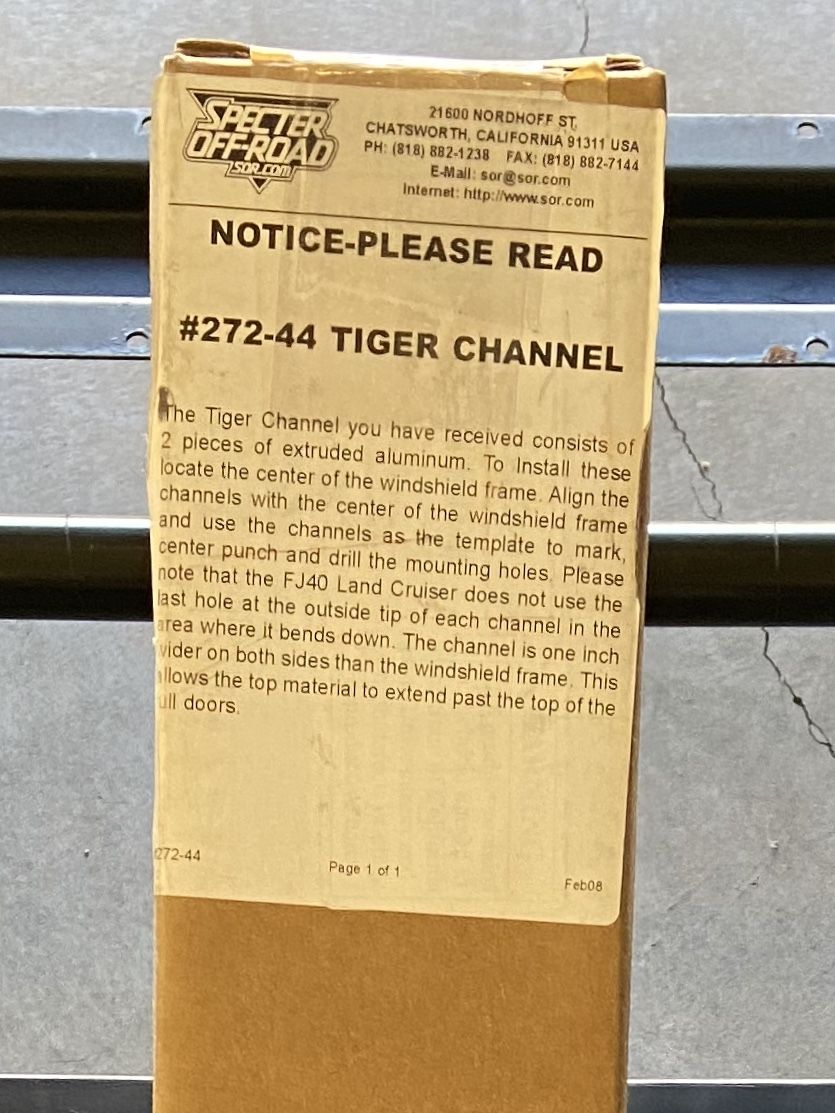 SPECTER
OFF-ROAD
SOR.COM
21600 NORDHOFF ST,
CHATSWORTH, CALIFORNIA 91311 USA
PH: (818) 882-1238 FAX: (818) 882-7144
E-Mail: sor@sor.com
Internet: http://www.sor.com
NOTICE-PLEASE READ
#272-44 TIGER CHANNEL
The Tiger Channel you have received consists of
2 pieces of extruded aluminum. To Install these
locate the center of the windshield frame. Align the
channels with the center of the windshield frame
and use the channels as the template to mark,
center punch and drill the mounting holes. Please
note that the FJ40 Land Cruiser does not use the
last hole at the outside tip of each channel in the
area where it bends down. The channel is one inch
wider on both sides than the windshield frame. This
allows the top material to extend past the top of the
ull doors.
272-44
Page 1 of 1
Feb08